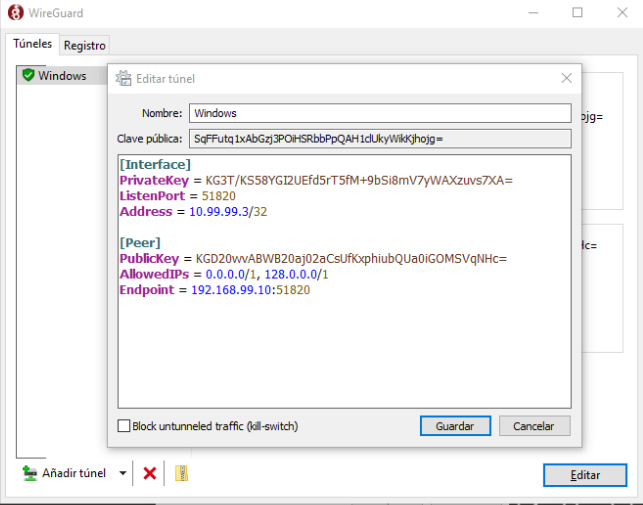 WireGuard
Túneles Registro
Windows
Editar túnel
Nombre: Windows
Clave pública: SqFFutq1xAbGzj3POiHSRbbPpQAH1clUkyWikKjhojg=
[Interface]
PrivateKey = KG3T/KS58YGI2UEfd5rT5fM+9bSi8mV7yWAXzuvs7XA=
ListenPort = 51820
Address = 10.99.99.3/32
[Peer]
PublicKey = KGD20wvABWB20aj02aCsUfKxphiubQUa0iGOMSVqNHc=
AllowedIPs = 0.0.0.0/1, 128.0.0.0/1
Endpoint = 192.168.99.10:51820
Block untunneled traffic (kill-switch)
Guardar
Cancelar
Añadir túnel
Editar